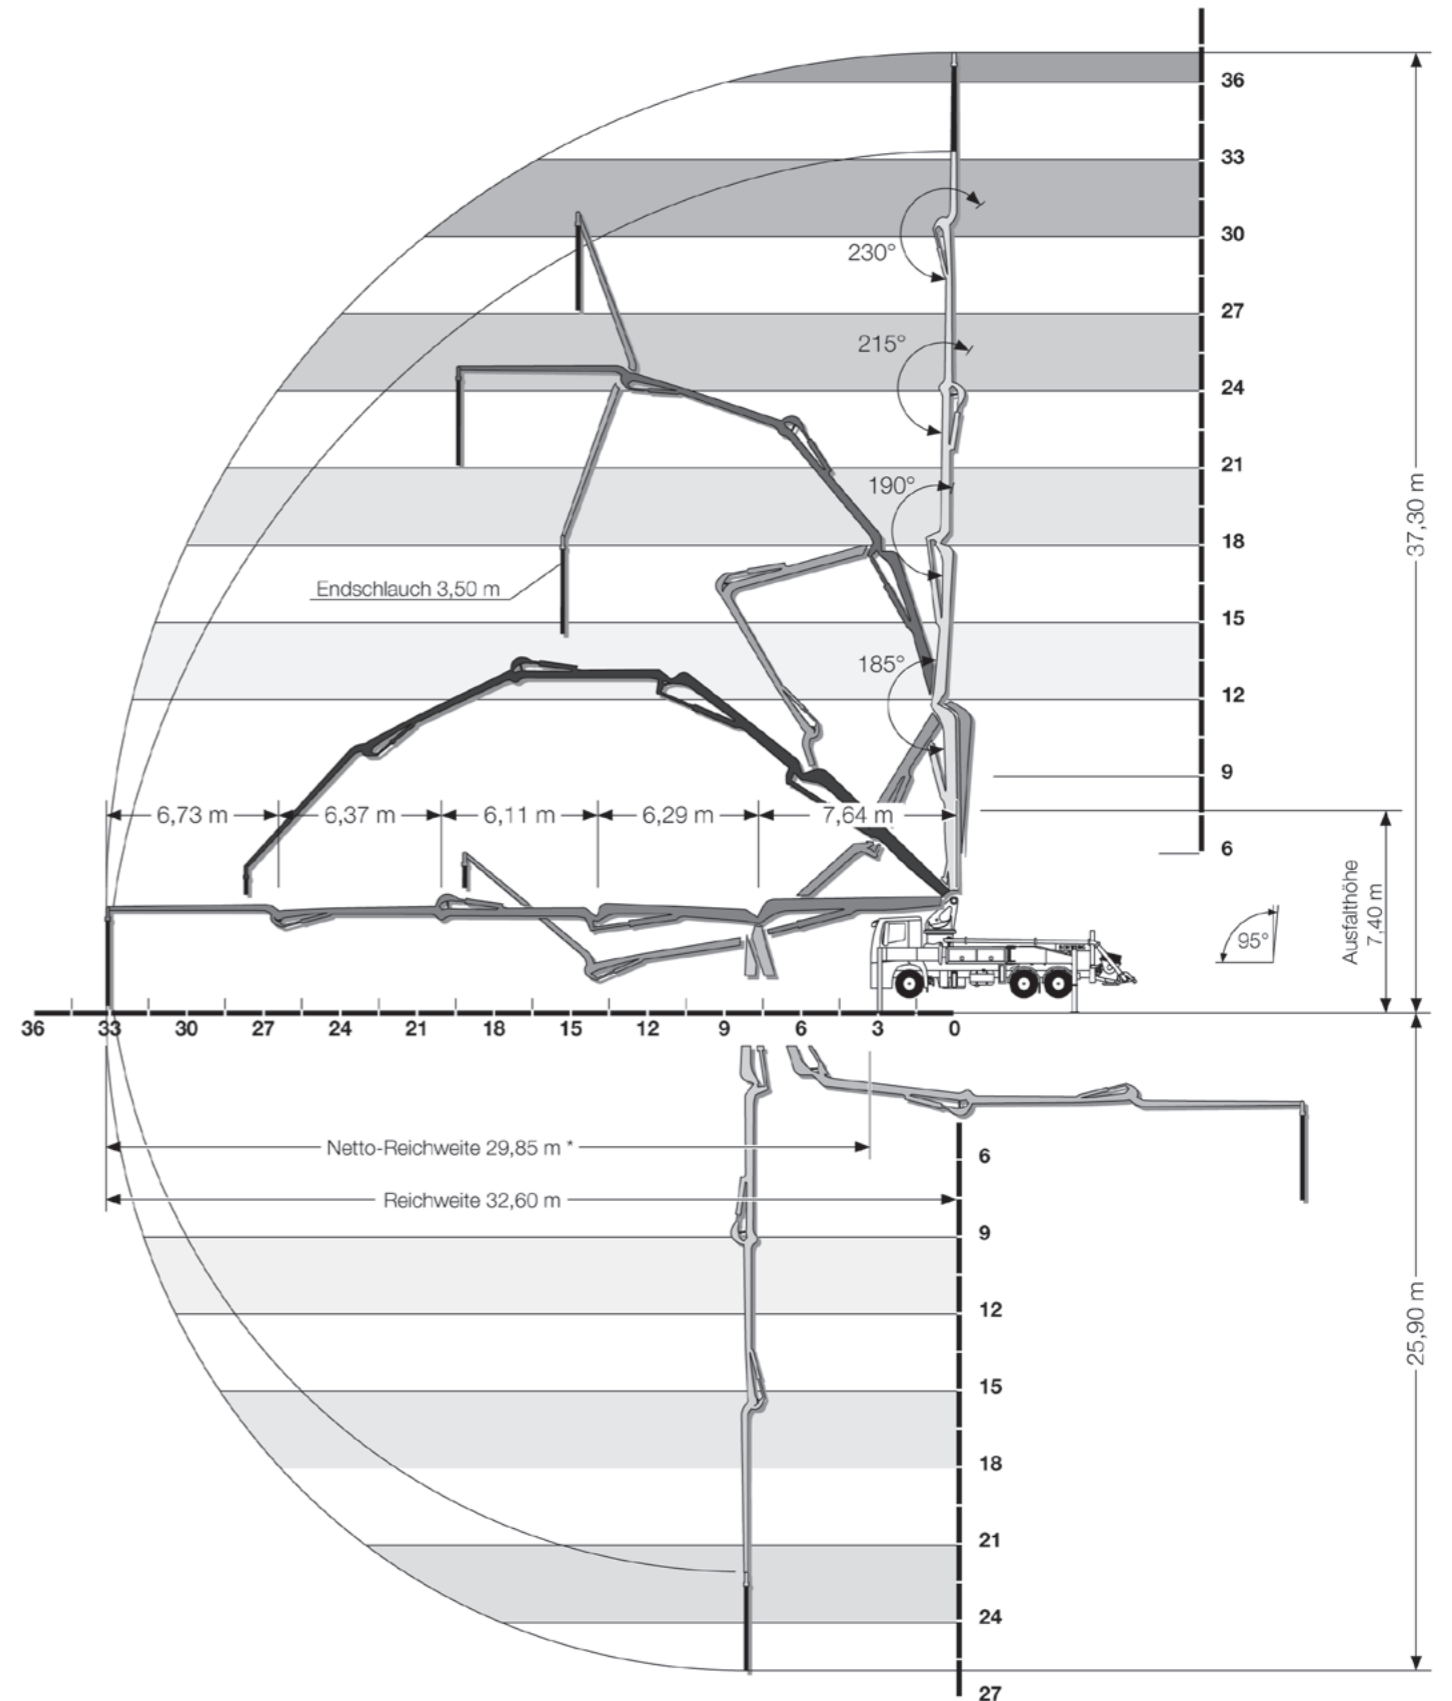 36
33
30
230°
27
215°
24
21
190°
37,30 m
18
Endschlauch 3,50 m
15
185°
12
9
6,73 m 6,37 m 6,11 m 6,29 m 7,64 m
6
Ausfalthöhe
7,40 m
95°
36 33 30 27 24 21 18 15 12 9 6 3 0
Netto-Reichweite 29,85 m *
6
Reichweite 32,60 m
9
12
25,90 m
15
18
21
24
27